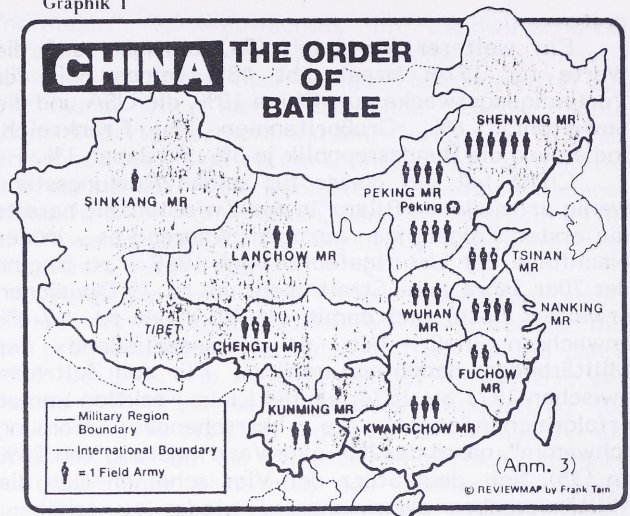 Graphik 1
CHINA THE ORDER
OF
BATTLE
SHENYANG MR
PEKING MR
Peking
SINKIANG MR
LANCHOW MR
TSINAN
MR
TIBET
CHENGTU MR
WUHAN
MR
NANKING
MR
FUCHOW
MR
KUNMING MR
KWANGCHOW MR
Military Region
Boundary
International Boundary
= 1 Field Army
(Anm. 3)
© REVIEWMAP by Frank Tain